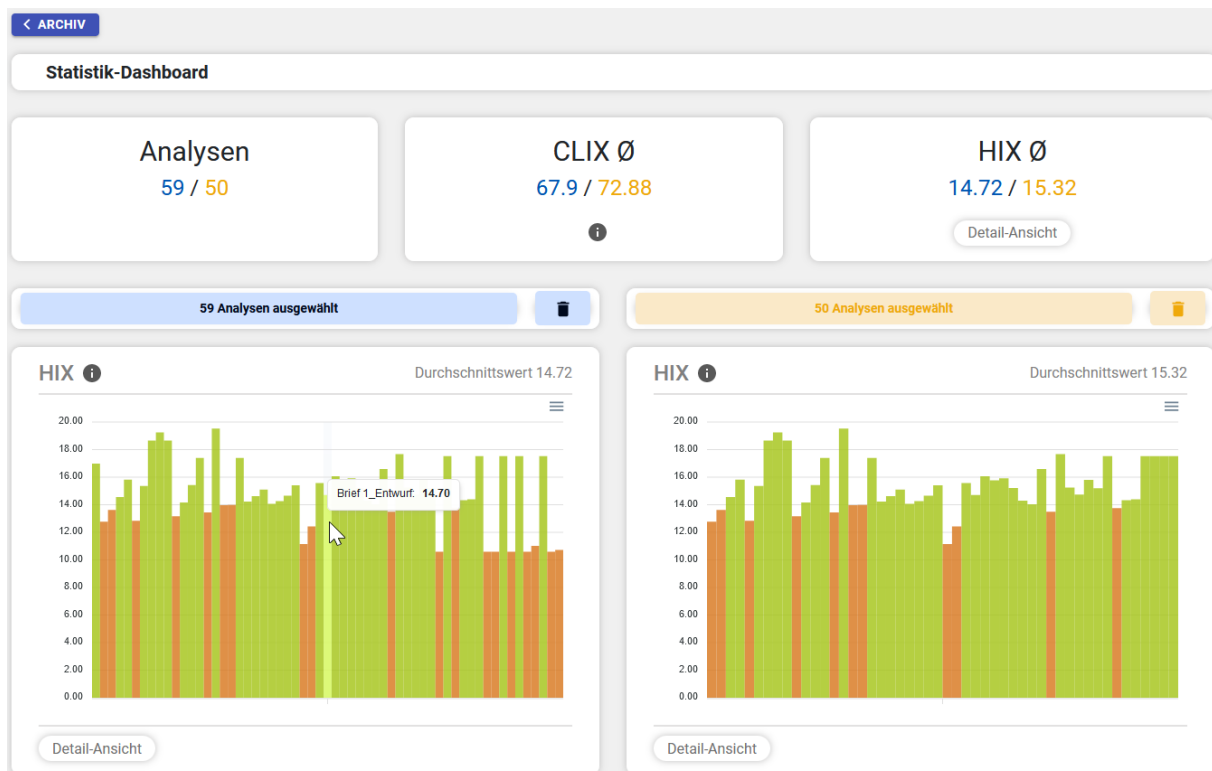 ARCHIV
Statistik-Dashboard
Analysen
59 / 50
CLIX Ø
67.9 / 72.88
HIX Ø
14.72 / 15.32
Detail-Ansicht
59 Analysen ausgewählt
50 Analysen ausgewählt
HIX
Durchschnittswert 14.72
20.00
18.00
16.00
14.00
12.00
10.00
8.00
6.00
4.00
2.00
0.00
Brief 1_Entwurf: 14.70
Detail-Ansicht
HIX
Durchschnittswert 15.32
20.00
18.00
16.00
14.00
12.00
10.00
8.00
6.00
4.00
2.00
0.00
Detail-Ansicht